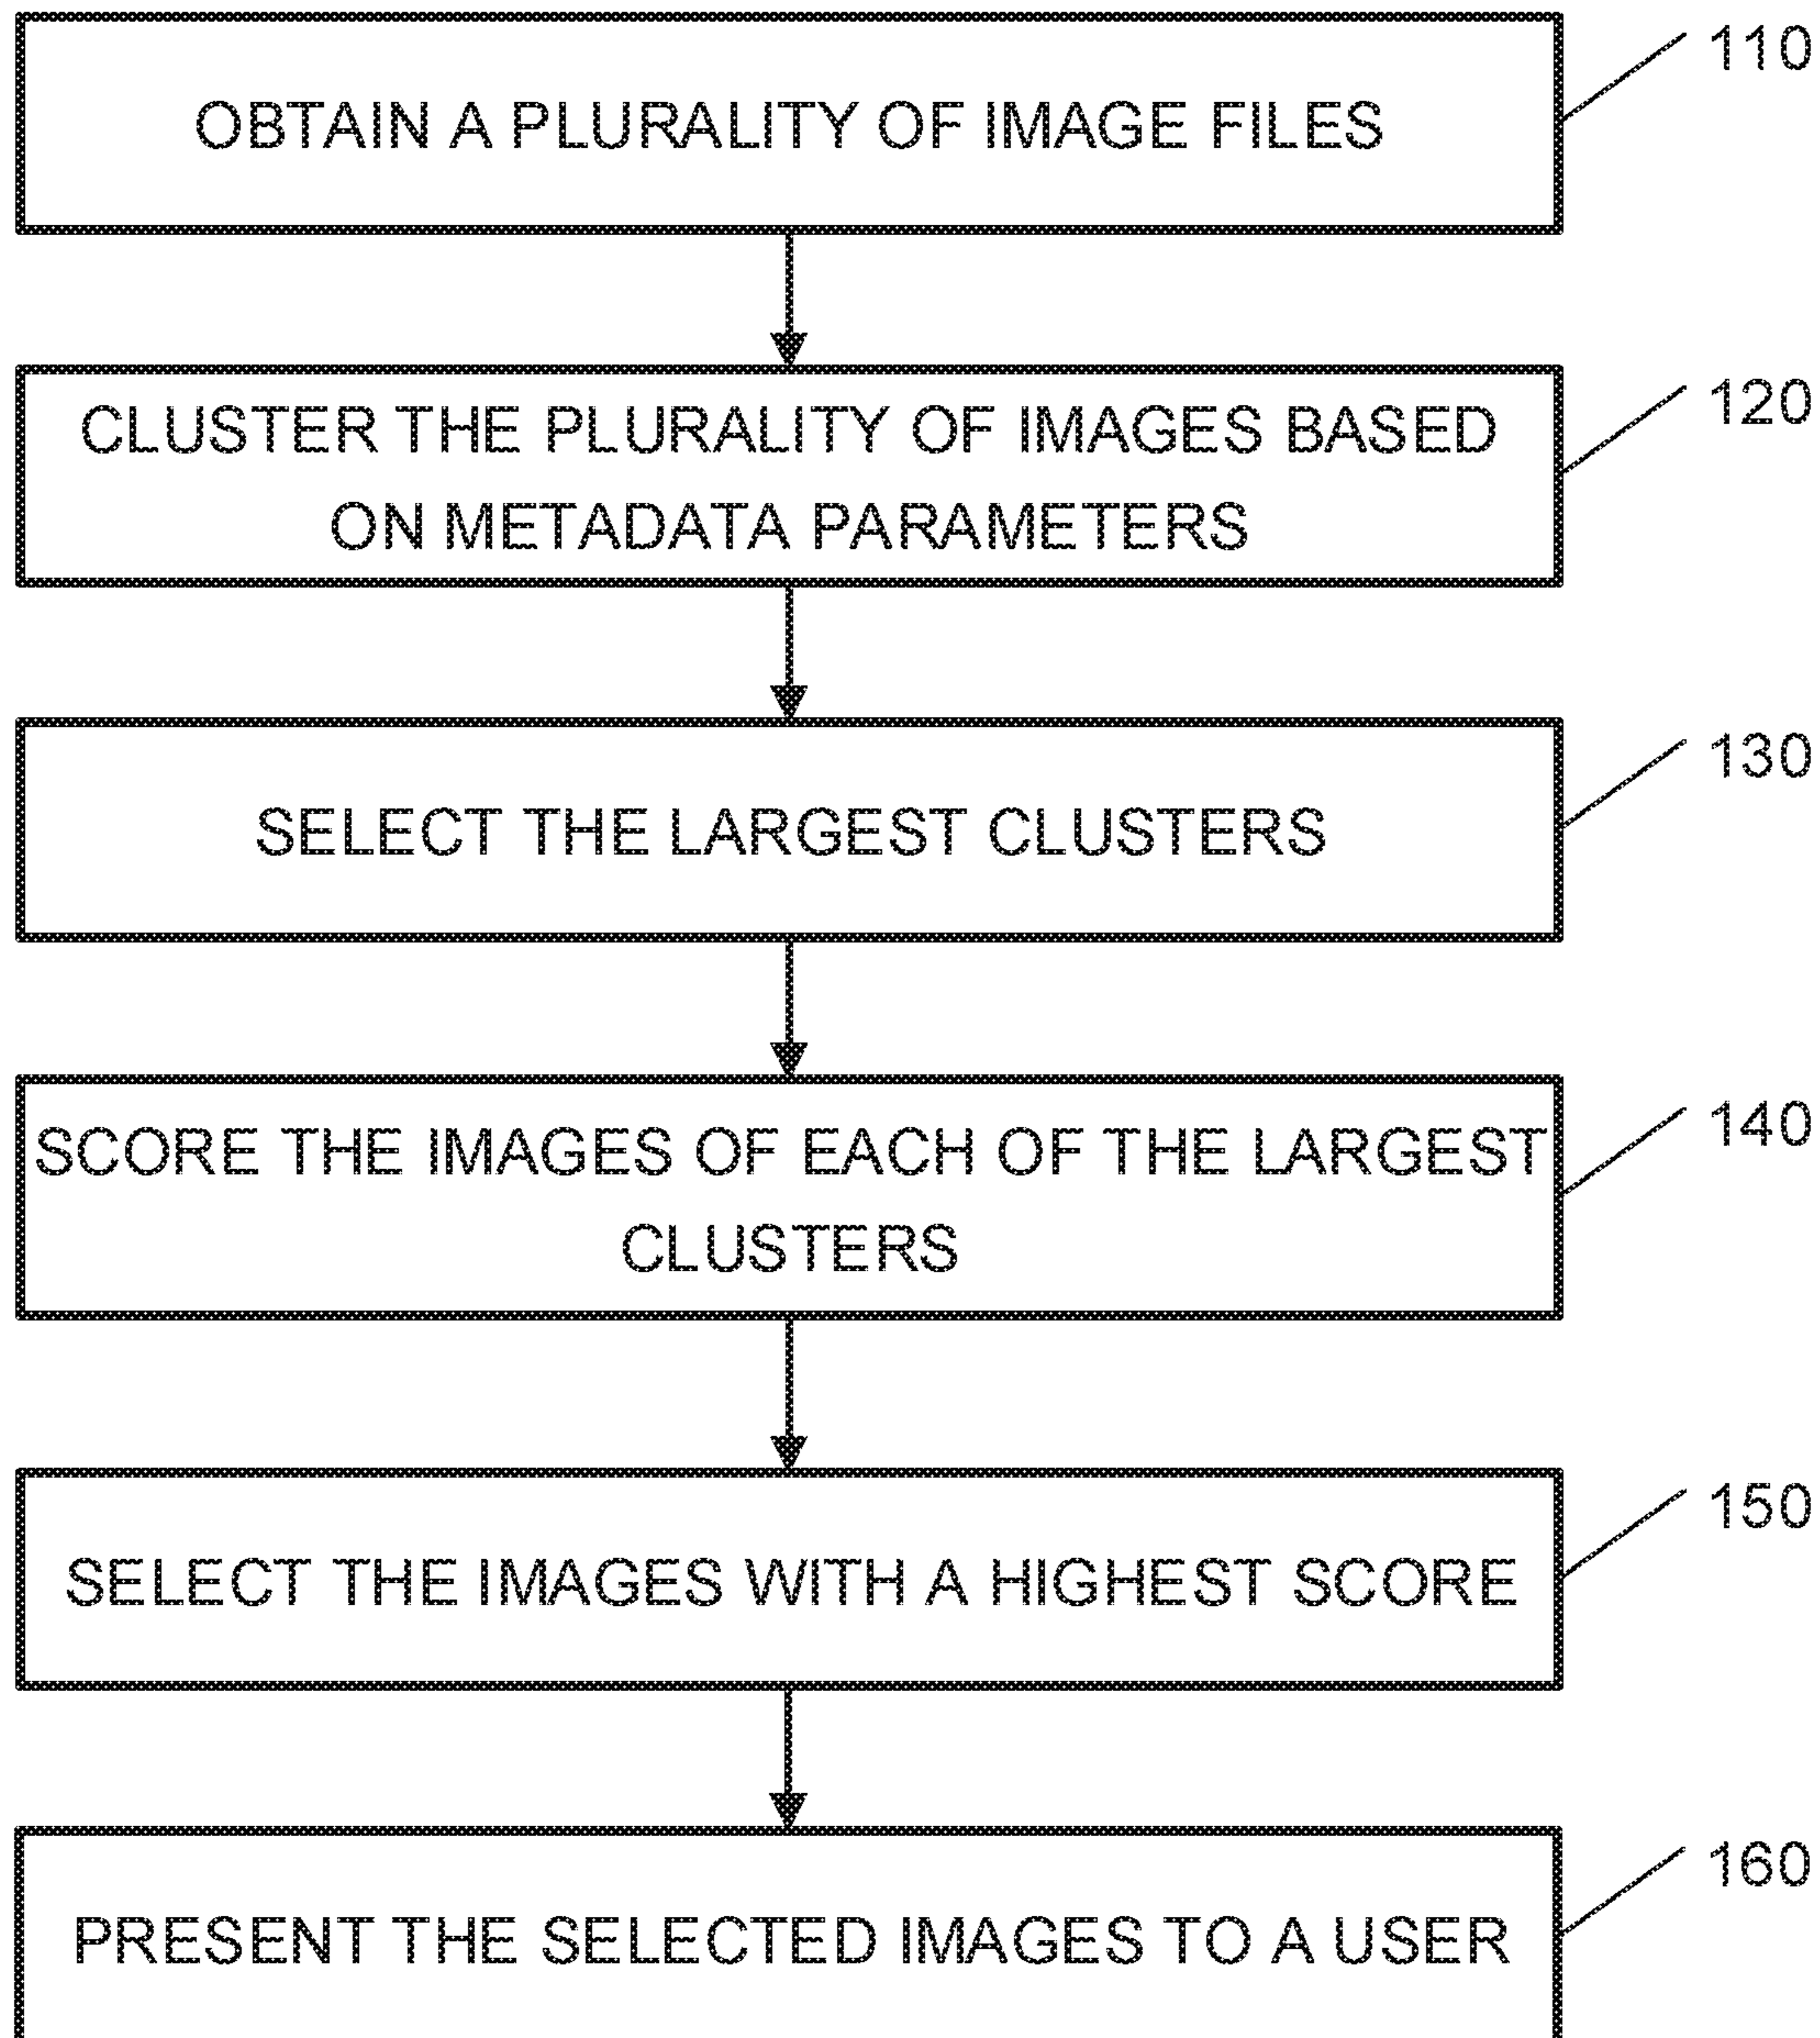 OBTAIN A PLURALITY OF IMAGE FILES
110
CLUSTER THE PLURALITY OF IMAGES BASED
ON METADATA PARAMETERS
120
SELECT THE LARGEST CLUSTERS
130
SCORE THE IMAGES OF EACH OF THE LARGEST
CLUSTERS
140
SELECT THE IMAGES WITH A HIGHEST SCORE
150
PRESENT THE SELECTED IMAGES TO A USER
160